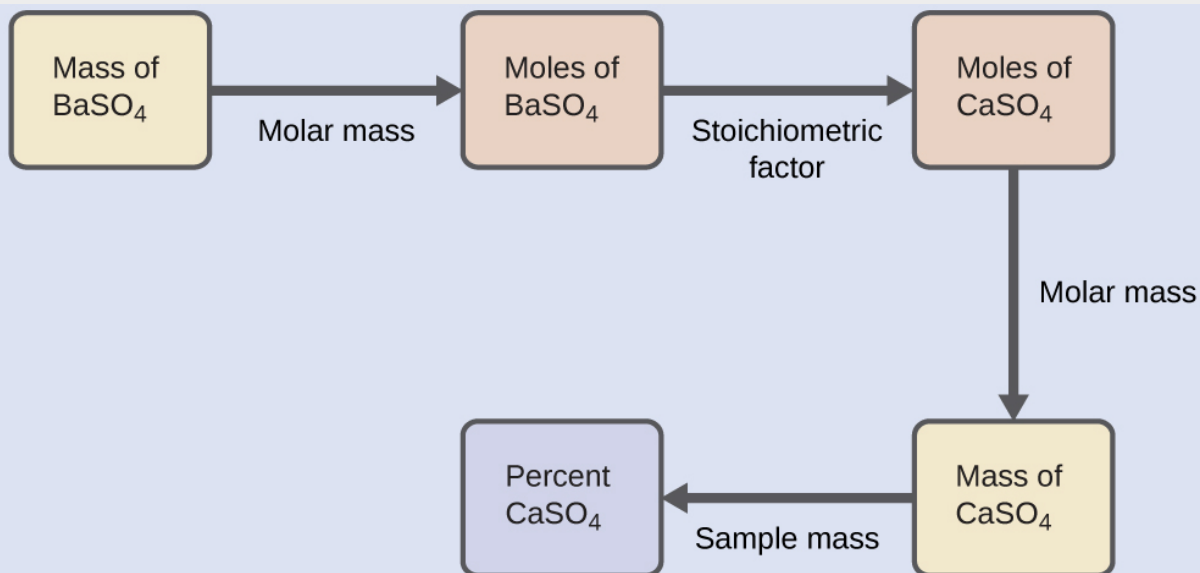 Mass of
BaSO₄
Molar mass
Moles of
BaSO₄
Stoichiometric
factor
Moles of
CaSO₄
Molar mass
Mass of
CaSO₄
Sample mass
Percent
CaSO₄